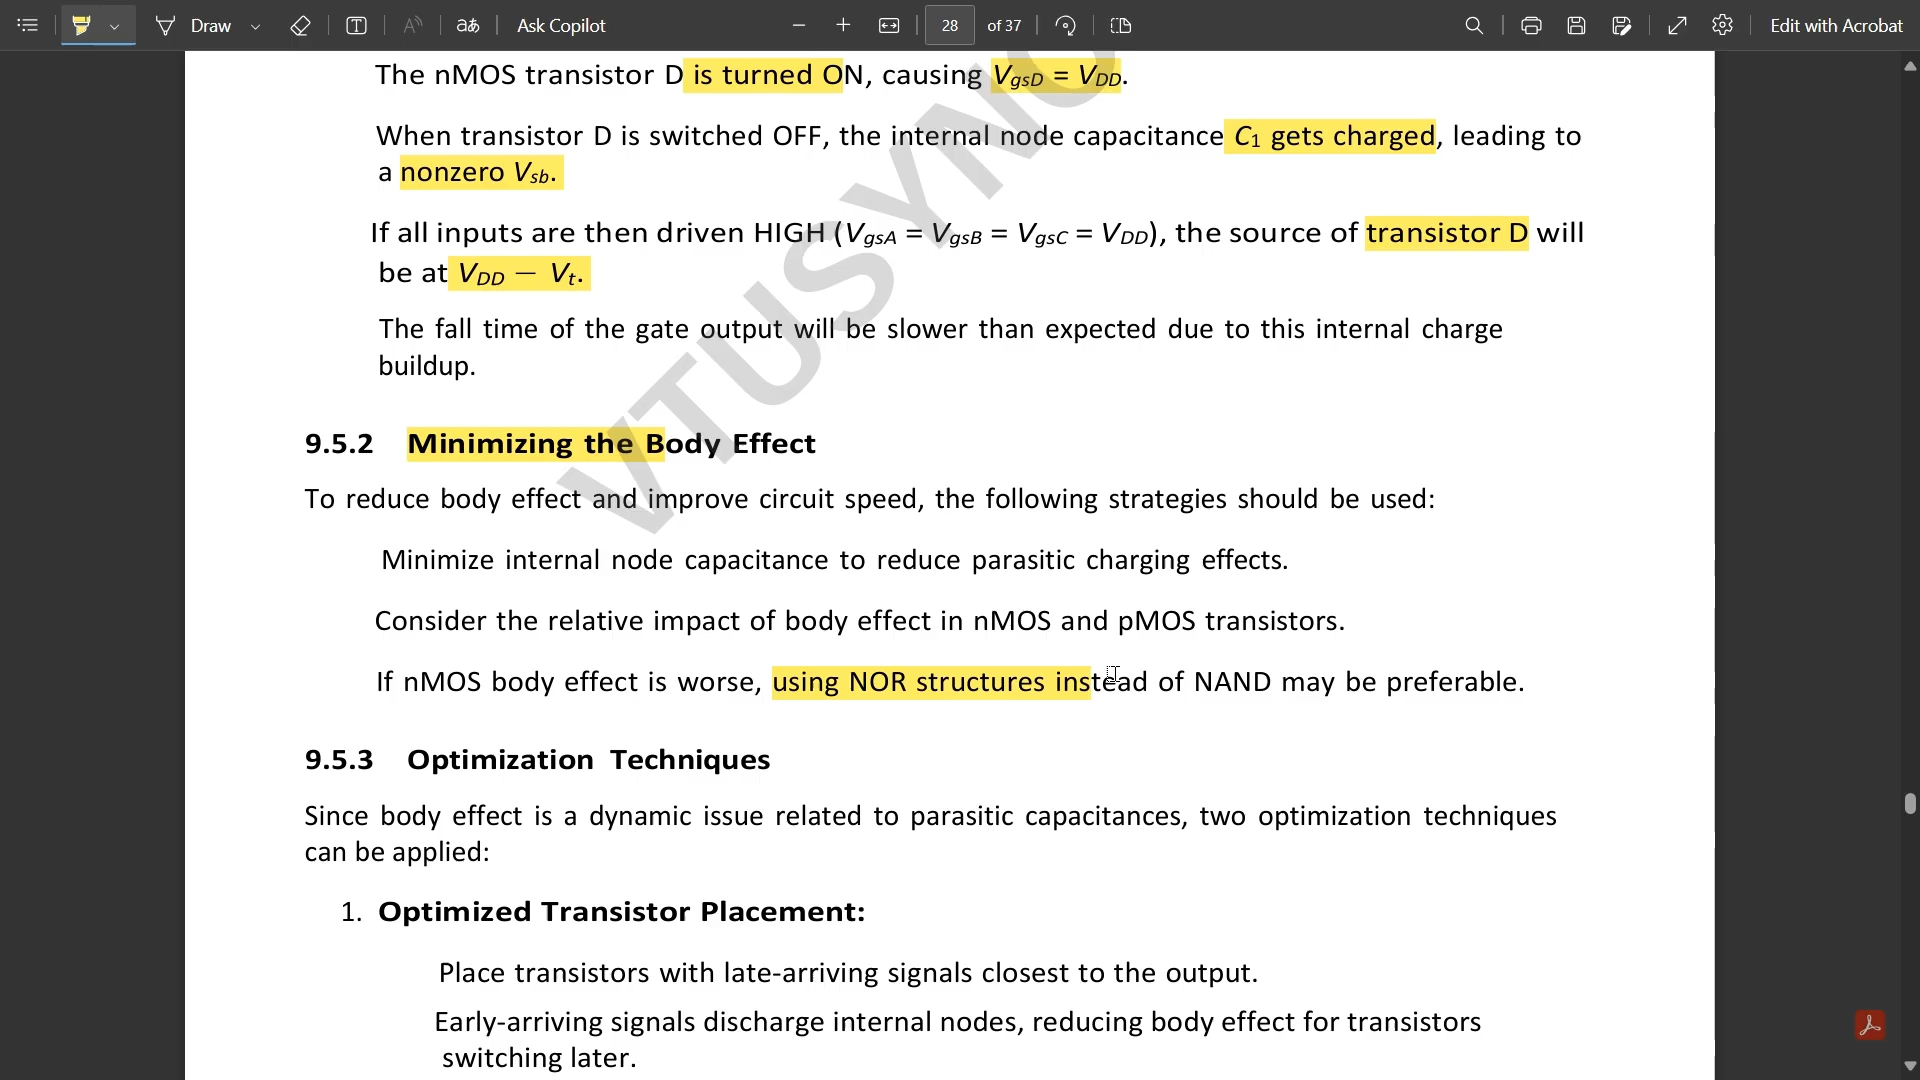 Draw
aあ
Ask Copilot
28 of 37
Edit with Acrobat
The nMOS transistor D is turned ON, causing VgsD = VDD.
When transistor D is switched OFF, the internal node capacitance C1 gets charged, leading to
a nonzero Vsb.
If all inputs are then driven HIGH (VgsA = VgsB = VgsC = VDD), the source of transistor D will
be at VDD − Vt.
The fall time of the gate output will be slower than expected due to this internal charge
buildup.
VTUSYNC
9.5.2 Minimizing the Body Effect
To reduce body effect and improve circuit speed, the following strategies should be used:
Minimize internal node capacitance to reduce parasitic charging effects.
Consider the relative impact of body effect in nMOS and pMOS transistors.
If nMOS body effect is worse, using NOR structures instead of NAND may be preferable.
9.5.3 Optimization Techniques
Since body effect is a dynamic issue related to parasitic capacitances, two optimization techniques
can be applied:
1. Optimized Transistor Placement:
Place transistors with late-arriving signals closest to the output.
Early-arriving signals discharge internal nodes, reducing body effect for transistors
switching later.